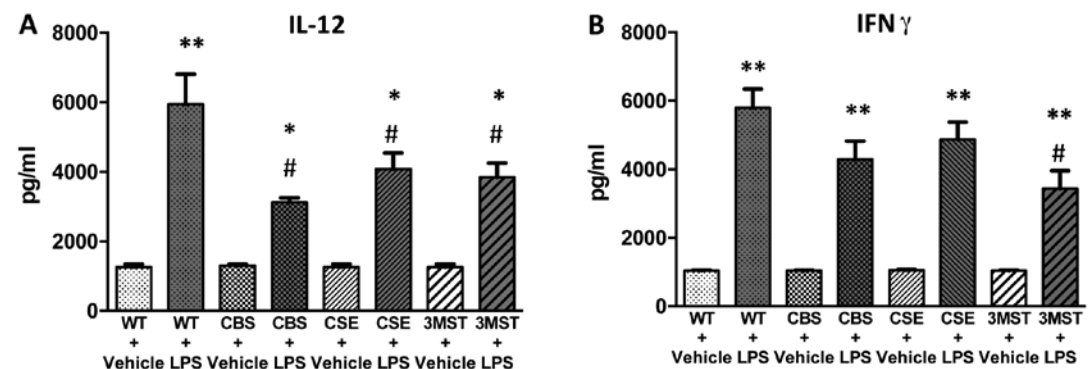 A IL-12
8000
6000
4000
2000
0
pg/ml
**
*
#
*
#
*
#
WT WT CBS CBS CSE CSE 3MST 3MST
+ + + + + + + +
Vehicle LPS Vehicle LPS Vehicle LPS Vehicle LPS
B IFN γ
8000
6000
4000
2000
0
pg/ml
**
**
**
**
#
WT WT CBS CBS CSE CSE 3MST 3MST
+ + + + + + + +
Vehicle LPS Vehicle LPS Vehicle LPS Vehicle LPS